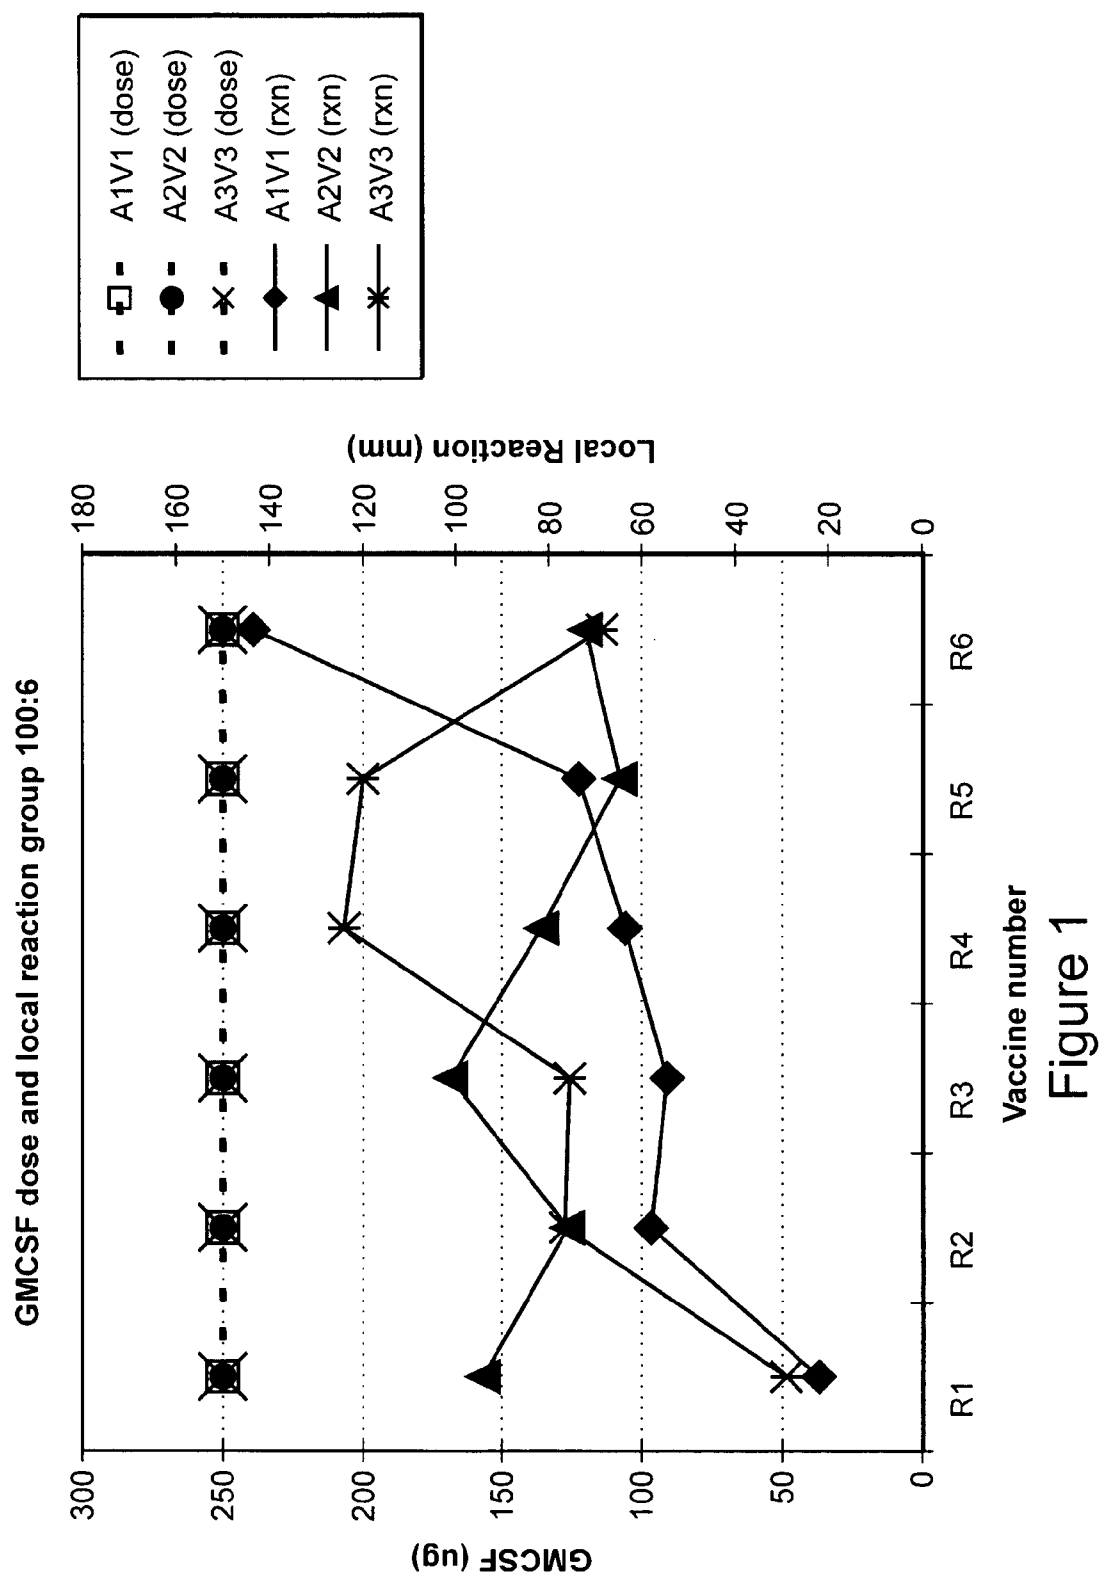 GMCSF dose and local reaction group 100:6
GMCSF (ug)
300
250
200
150
100
50
0
Local Reaction (mm)
180
160
140
120
100
80
60
40
20
0
R1 R2 R3 R4 R5 R6
Vaccine number
A1V1 (dose)
A2V2 (dose)
A3V3 (dose)
A1V1 (rxn)
A2V2 (rxn)
A3V3 (rxn)
Figure 1